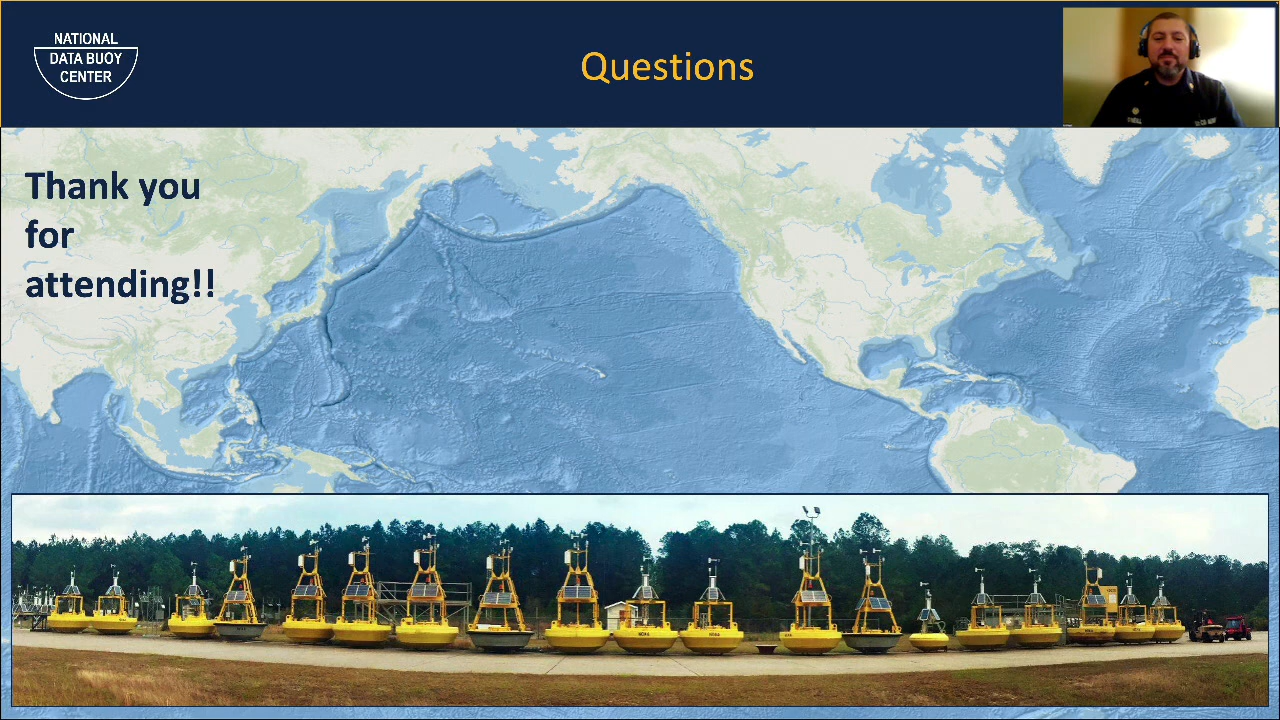 NATIONAL
DATA BUOY
CENTER
Questions
Thank you
for
attending!!